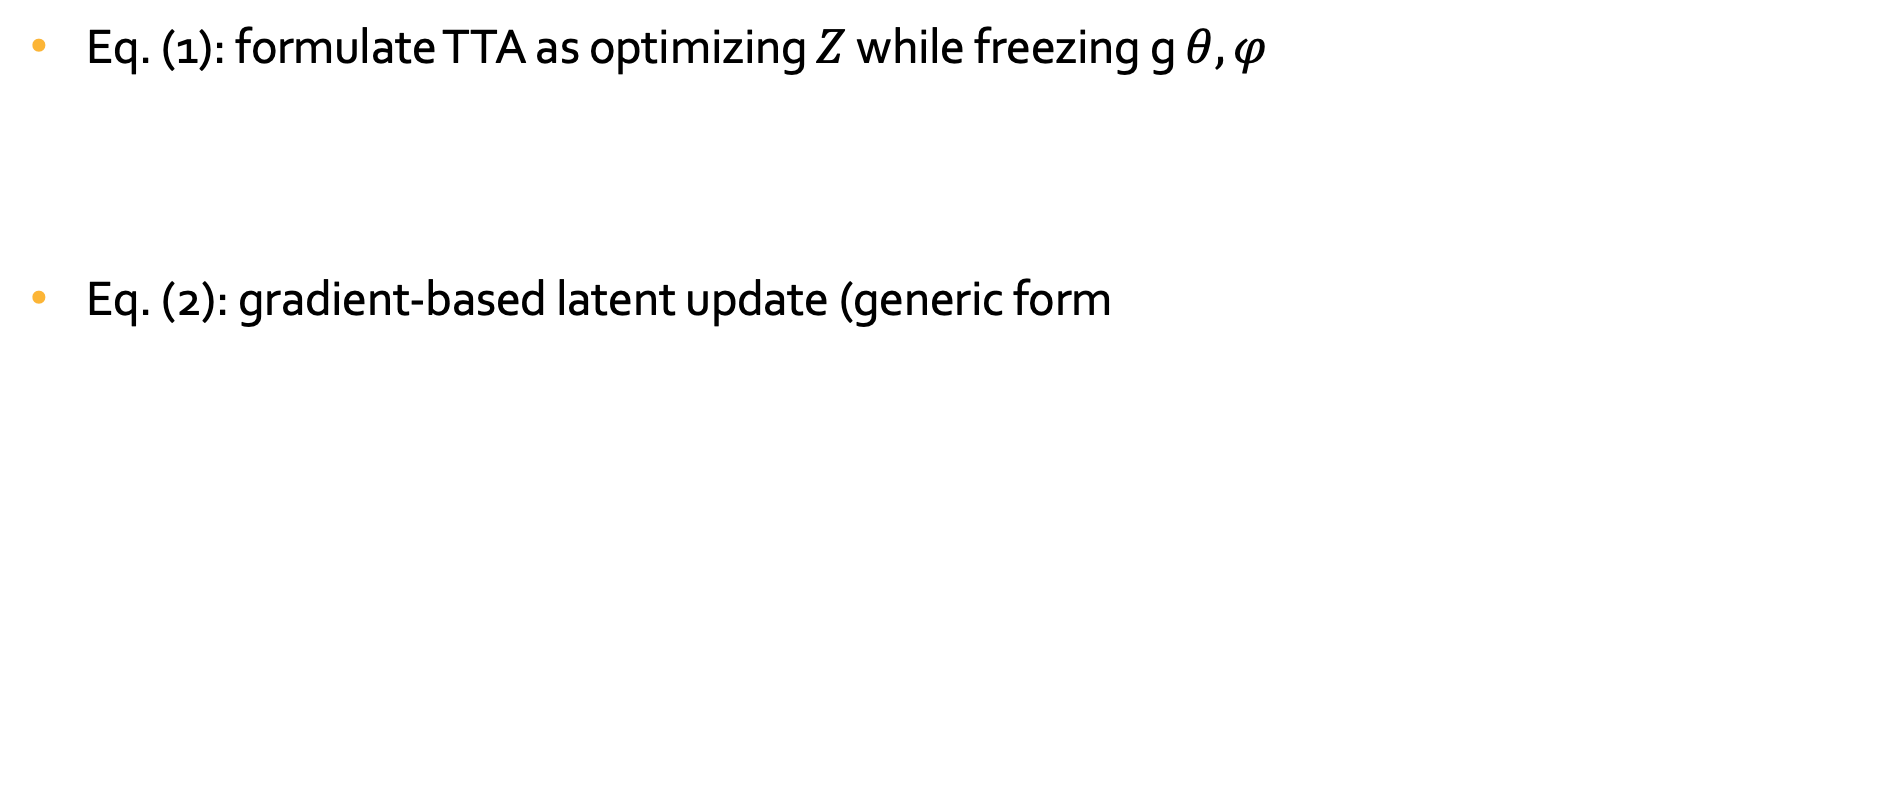 • Eq. (1): formulate TTA as optimizing 𝑍 while freezing g 𝜃, 𝜑
• Eq. (2): gradient-based latent update (generic form